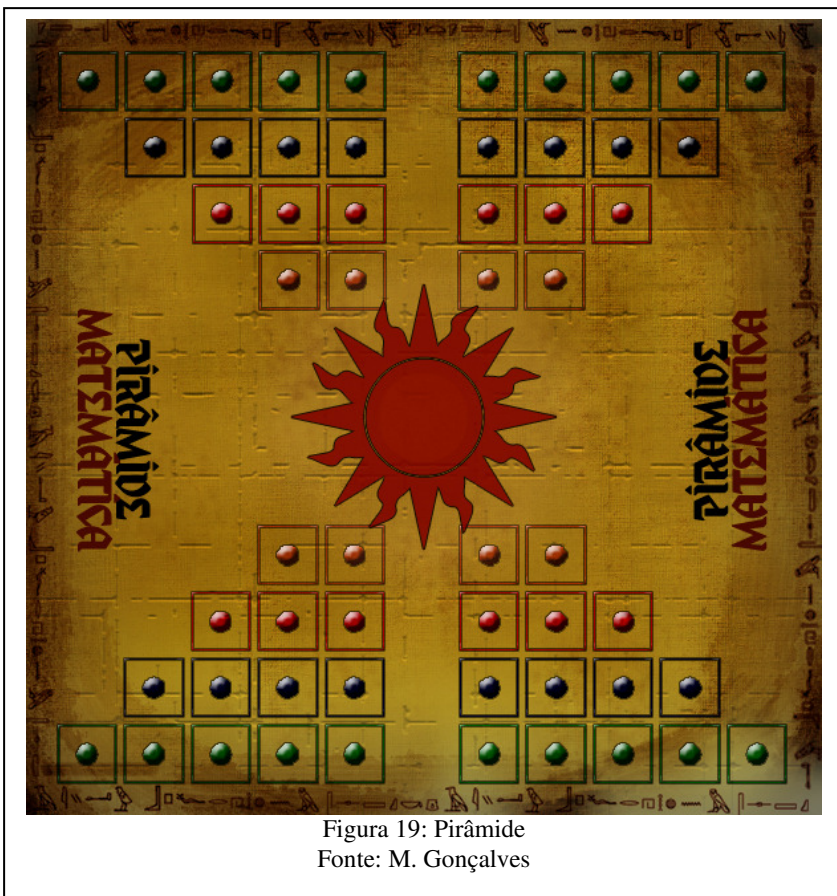 MATEMÁTICA
PIRÂMIDE
PIRÂMIDE
MATEMÁTICA
Figura 19: Pirâmide
Fonte: M. Gonçalves